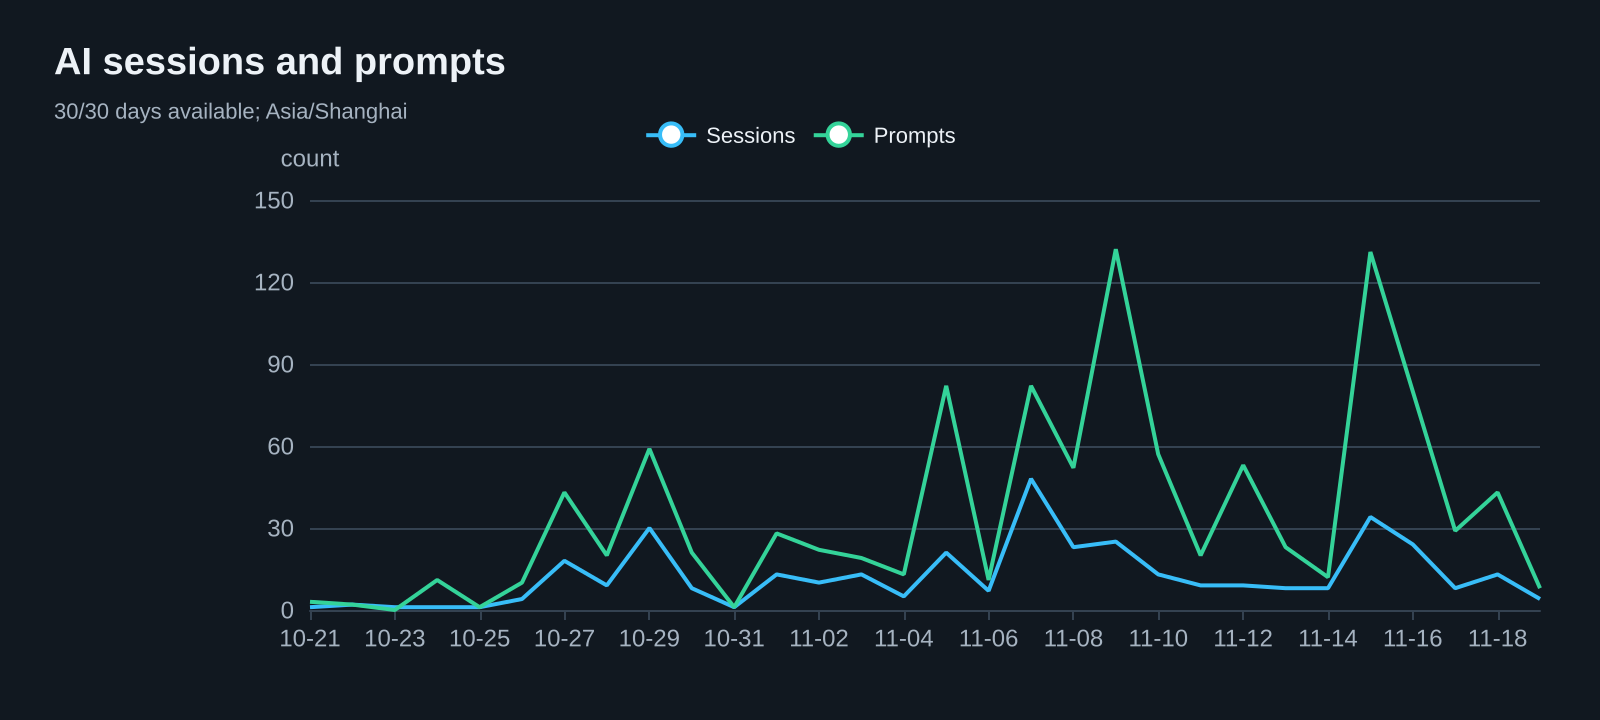 AI sessions and prompts
30/30 days available; Asia/Shanghai
Sessions Prompts
count
150
120
90
60
30
0
10-21 10-23 10-25 10-27 10-29 10-31 11-02 11-04 11-06 11-08 11-10 11-12 11-14 11-16 11-18